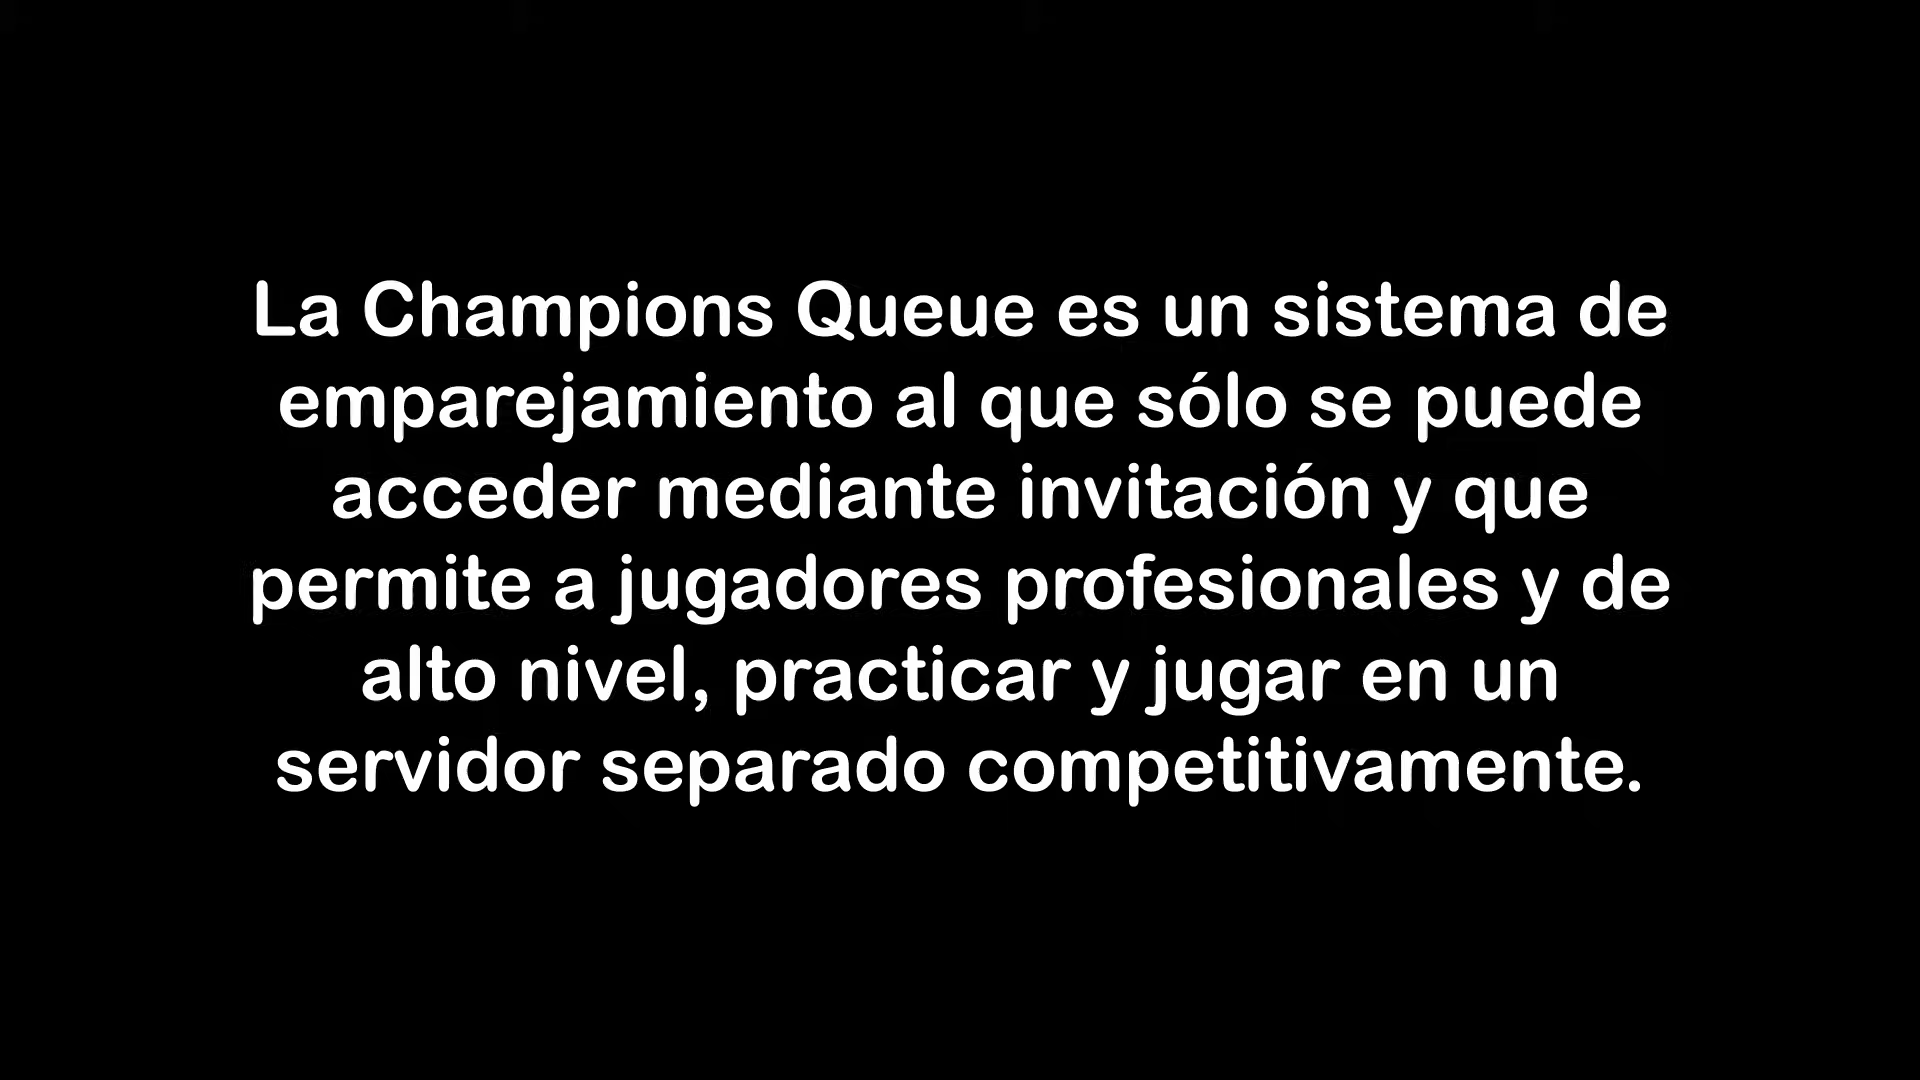 La Champions Queue es un sistema de
emparejamiento al que sólo se puede
acceder mediante invitación y que
permite a jugadores profesionales y de
alto nivel, practicar y jugar en un
servidor separado competitivamente.